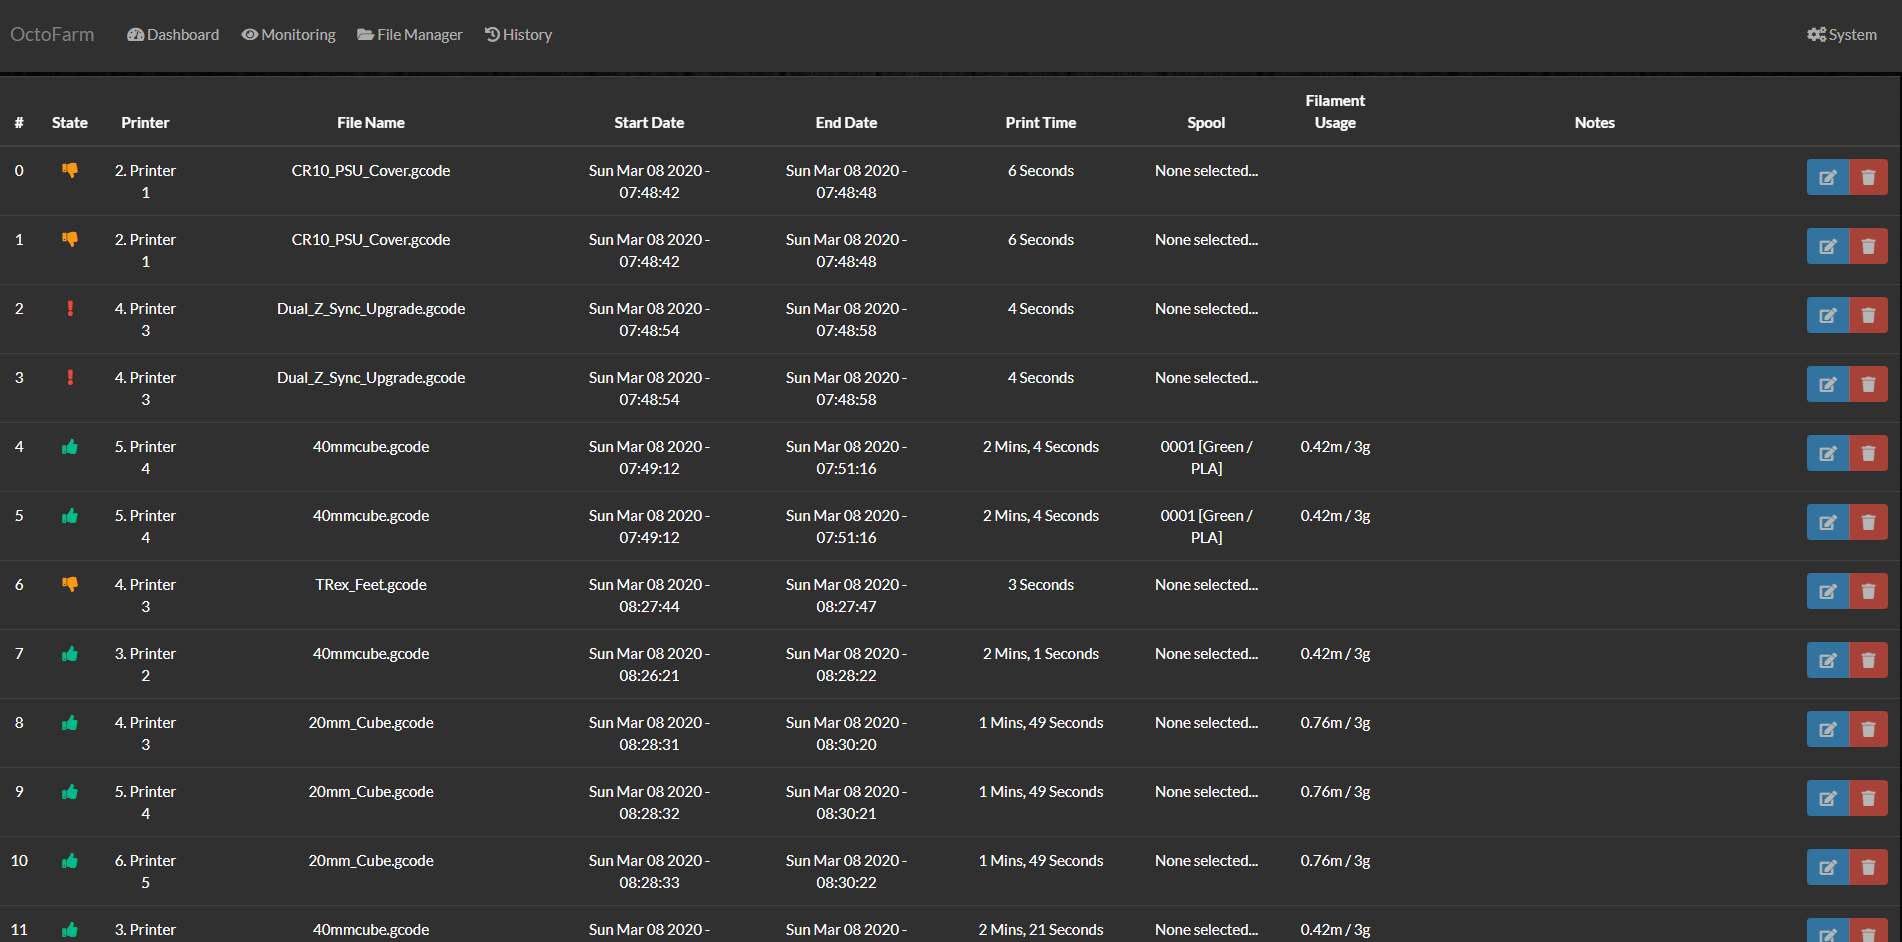 OctoFarm Dashboard Monitoring File Manager History System
# State Printer File Name Start Date End Date Print Time Spool Filament Usage Notes
0 2. Printer 1 CR10_PSU_Cover.gcode Sun Mar 08 2020 - 07:48:42 Sun Mar 08 2020 - 07:48:48 6 Seconds None selected...
1 2. Printer 1 CR10_PSU_Cover.gcode Sun Mar 08 2020 - 07:48:42 Sun Mar 08 2020 - 07:48:48 6 Seconds None selected...
2 4. Printer 3 Dual_Z_Sync_Upgrade.gcode Sun Mar 08 2020 - 07:48:54 Sun Mar 08 2020 - 07:48:58 4 Seconds None selected...
3 4. Printer 3 Dual_Z_Sync_Upgrade.gcode Sun Mar 08 2020 - 07:48:54 Sun Mar 08 2020 - 07:48:58 4 Seconds None selected...
4 5. Printer 4 40mmcube.gcode Sun Mar 08 2020 - 07:49:12 Sun Mar 08 2020 - 07:51:16 2 Mins, 4 Seconds 0001 [Green / PLA] 0.42m / 3g
5 5. Printer 4 40mmcube.gcode Sun Mar 08 2020 - 07:49:12 Sun Mar 08 2020 - 07:51:16 2 Mins, 4 Seconds 0001 [Green / PLA] 0.42m / 3g
6 4. Printer 3 TRex_Feet.gcode Sun Mar 08 2020 - 08:27:44 Sun Mar 08 2020 - 08:27:47 3 Seconds None selected...
7 3. Printer 2 40mmcube.gcode Sun Mar 08 2020 - 08:26:21 Sun Mar 08 2020 - 08:28:22 2 Mins, 1 Seconds None selected... 0.42m / 3g
8 4. Printer 3 20mm_Cube.gcode Sun Mar 08 2020 - 08:28:31 Sun Mar 08 2020 - 08:30:20 1 Mins, 49 Seconds None selected... 0.76m / 3g
9 5. Printer 4 20mm_Cube.gcode Sun Mar 08 2020 - 08:28:32 Sun Mar 08 2020 - 08:30:21 1 Mins, 49 Seconds None selected... 0.76m / 3g
10 6. Printer 5 20mm_Cube.gcode Sun Mar 08 2020 - 08:28:33 Sun Mar 08 2020 - 08:30:22 1 Mins, 49 Seconds None selected... 0.76m / 3g
11 3. Printer 40mmcube.gcode Sun Mar 08 2020 - Sun Mar 08 2020 - 2 Mins, 21 Seconds None selected... 0.42m / 3g